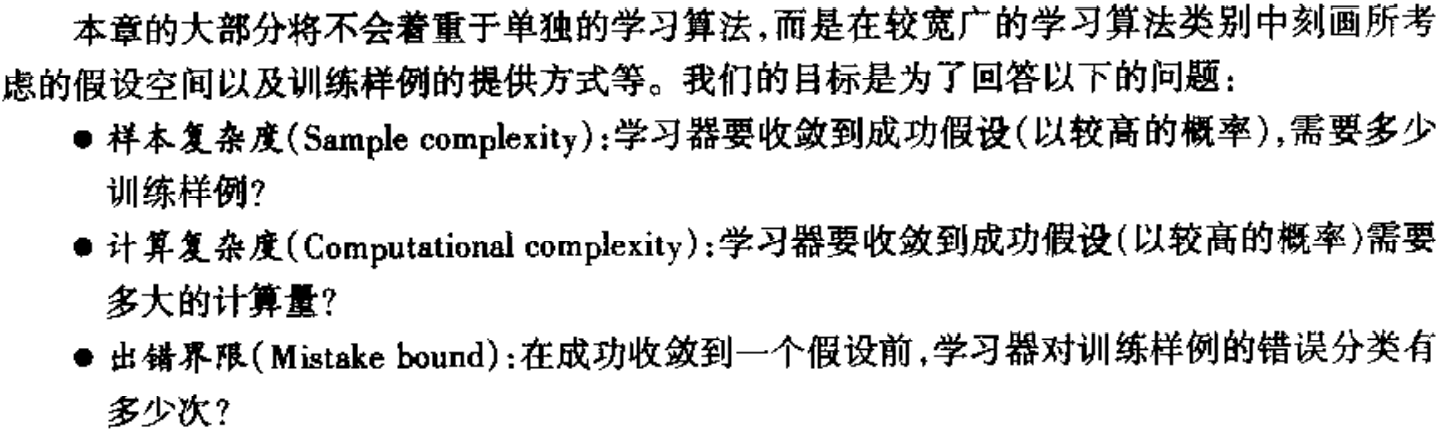 本章的大部分将不会着重于单独的学习算法,而是在较宽广的学习算法类别中刻画所考
虑的假设空间以及训练样例的提供方式等。我们的目标是为了回答以下的问题:
● 样本复杂度(Sample complexity):学习器要收敛到成功假设(以较高的概率),需要多少
训练样例?
● 计算复杂度(Computational complexity):学习器要收敛到成功假设(以较高的概率)需要
多大的计算量?
● 出错界限(Mistake bound):在成功收敛到一个假设前,学习器对训练样例的错误分类有
多少次?